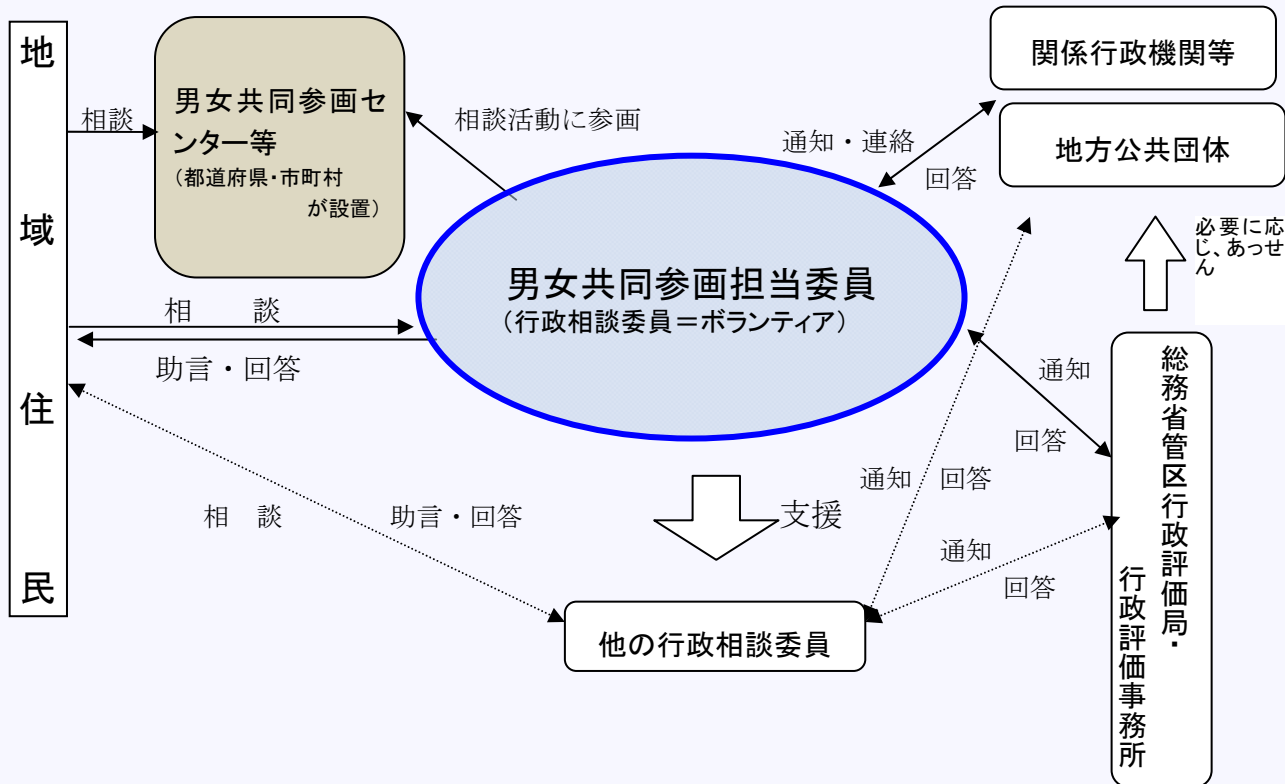 地域住民
相談
男女共同参画セ
ンター等
（都道府県・市町村
が設置）
相談活動に参画
関係行政機関等
地方公共団体
通知・連絡
回答
必要に応
じ、あっせ
ん
男女共同参画担当委員
（行政相談委員＝ボランティア）
相　談
助言・回答
通知
回答
総務省管区行政評価局・
行政評価事務所
通知
回答
支援
相　談
助言・回答
通知
回答
他の行政相談委員